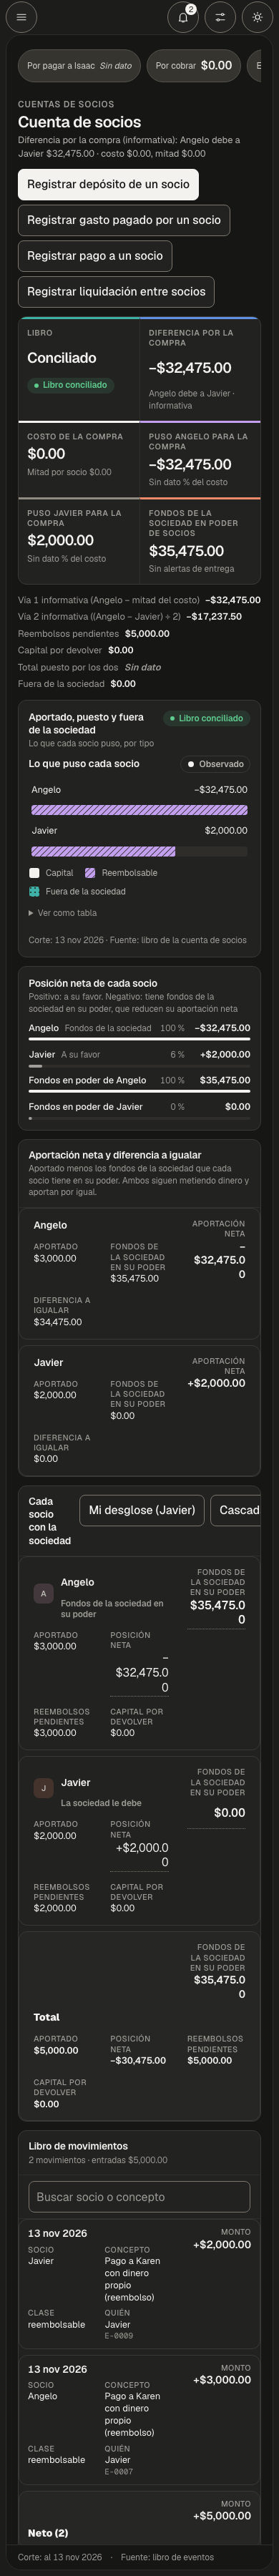 2
Por pagar a Isaac Sin dato
Por cobrar $0.00
E
CUENTAS DE SOCIOS
Cuenta de socios
Diferencia por la compra (informativa): Angelo debe a
Javier $32,475.00 · costo $0.00, mitad $0.00
Registrar depósito de un socio
Registrar gasto pagado por un socio
Registrar pago a un socio
Registrar liquidación entre socios
LIBRO
Conciliado
Libro conciliado
DIFERENCIA POR LA
COMPRA
−$32,475.00
Angelo debe a Javier ·
informativa
COSTO DE LA COMPRA
$0.00
Mitad por socio $0.00
PUSO ANGELO PARA LA
COMPRA
−$32,475.00
Sin dato % del costo
PUSO JAVIER PARA LA
COMPRA
$2,000.00
Sin dato % del costo
FONDOS DE LA
SOCIEDAD EN PODER
DE SOCIOS
$35,475.00
Sin alertas de entrega
Vía 1 informativa (Angelo − mitad del costo) −$32,475.00
Vía 2 informativa ((Angelo − Javier) ÷ 2) −$17,237.50
Reembolsos pendientes $5,000.00
Capital por devolver $0.00
Total puesto por los dos Sin dato
Fuera de la sociedad $0.00
Aportado, puesto y fuera
de la sociedad
Libro conciliado
Lo que cada socio puso, por tipo
Lo que puso cada socio
Observado
Angelo −$32,475.00
Javier $2,000.00
Capital
Reembolsable
Fuera de la sociedad
Ver como tabla
Corte: 13 nov 2026 · Fuente: libro de la cuenta de socios
Posición neta de cada socio
Positivo: a su favor. Negativo: tiene fondos de la
sociedad en su poder, que reducen su aportación neta
Angelo Fondos de la sociedad 100 % −$32,475.00
Javier A su favor 6 % +$2,000.00
Fondos en poder de Angelo 100 % $35,475.00
Fondos en poder de Javier 0 % $0.00
Aportación neta y diferencia a igualar
Aportado menos los fondos de la sociedad que cada
socio tiene en su poder. Ambos siguen metiendo dinero y
aportan por igual.
Angelo
APORTACIÓN
NETA
−
$32,475.0
0
APORTADO
$3,000.00
FONDOS DE
LA SOCIEDAD
EN SU PODER
$35,475.00
DIFERENCIA A
IGUALAR
$34,475.00
Javier
APORTACIÓN
NETA
+$2,000.00
APORTADO
$2,000.00
FONDOS DE
LA SOCIEDAD
EN SU PODER
$0.00
DIFERENCIA A
IGUALAR
$0.00
Cada
socio
con la
sociedad
Mi desglose (Javier)
Cascad
A
Angelo
Fondos de la sociedad en
su poder
FONDOS DE
LA SOCIEDAD
EN SU PODER
$35,475.0
0
APORTADO
$3,000.00
POSICIÓN
NETA
−
$32,475.0
0
REEMBOLSOS
PENDIENTES
$3,000.00
CAPITAL POR
DEVOLVER
$0.00
J
Javier
La sociedad le debe
FONDOS DE
LA SOCIEDAD
EN SU PODER
$0.00
APORTADO
$2,000.00
POSICIÓN
NETA
+$2,000.0
0
REEMBOLSOS
PENDIENTES
$2,000.00
CAPITAL POR
DEVOLVER
$0.00
FONDOS DE
LA SOCIEDAD
EN SU PODER
$35,475.0
0
Total
APORTADO
$5,000.00
POSICIÓN
NETA
−$30,475.00
REEMBOLSOS
PENDIENTES
$5,000.00
CAPITAL POR
DEVOLVER
$0.00
Libro de movimientos
2 movimientos · entradas $5,000.00
Buscar socio o concepto
13 nov 2026
MONTO
+$2,000.00
SOCIO
Javier
CONCEPTO
Pago a Karen
con dinero
propio
(reembolso)
CLASE
reembolsable
QUIÉN
Javier
E-0009
13 nov 2026
MONTO
+$3,000.00
SOCIO
Angelo
CONCEPTO
Pago a Karen
con dinero
propio
(reembolso)
CLASE
reembolsable
QUIÉN
Javier
E-0007
MONTO
+$5,000.00
Neto (2)
Corte: al 13 nov 2026 · Fuente: libro de eventos